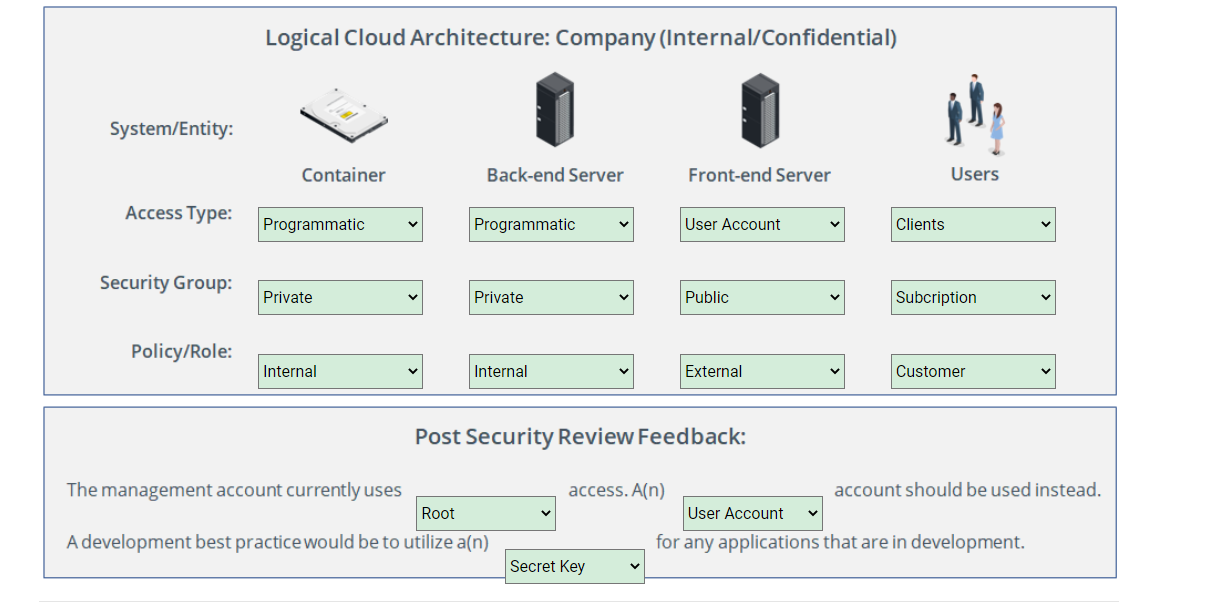 Logical Cloud Architecture: Company (Internal/Confidential)
System/Entity:
Container Back-end Server Front-end Server Users
Access Type: Programmatic Programmatic User Account Clients
Security Group: Private Private Public Subcription
Policy/Role: Internal Internal External Customer
Post Security Review Feedback:
The management account currently uses Root access. A(n) User Account account should be used instead.
A development best practice would be to utilize a(n) Secret Key for any applications that are in development.